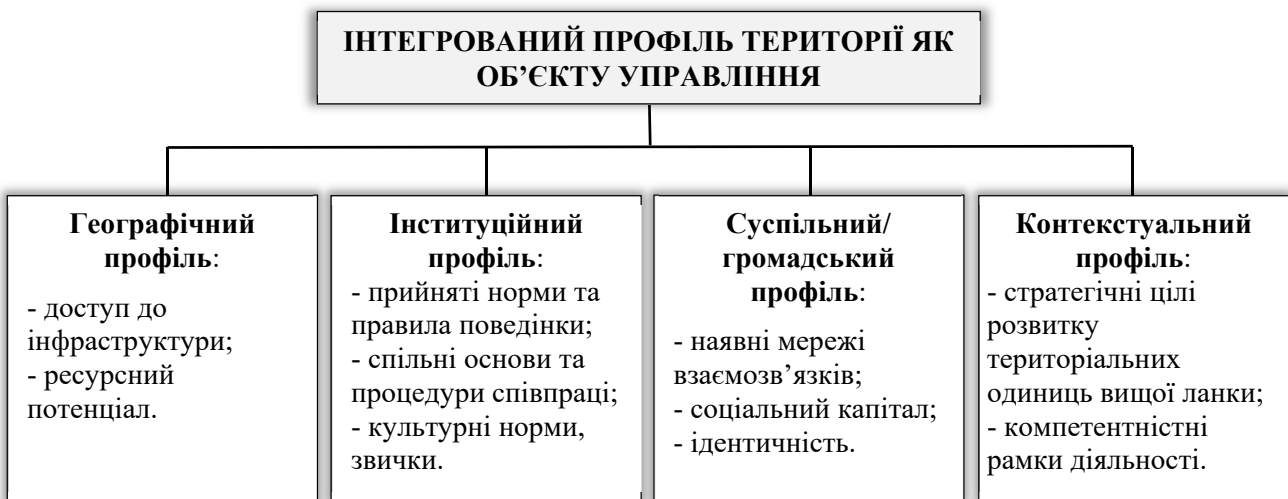 ІНТЕГРОВАНИЙ ПРОФІЛЬ ТЕРИТОРІЇ ЯК
ОБ’ЄКТУ УПРАВЛІННЯ
Географічний
профіль:
- доступ до
інфраструктури;
- ресурсний
потенціал.
Інституційний
профіль:
- прийняті норми та
правила поведінки;
- спільні основи та
процедури співпраці;
- культурні норми,
звички.
Суспільний/
громадський
профіль:
- наявні мережі
взаємозв’язків;
- соціальний капітал;
- ідентичність.
Контекстуальний
профіль:
- стратегічні цілі
розвитку
територіальних
одиниць вищої ланки;
- компетентністні
рамки діяльності.